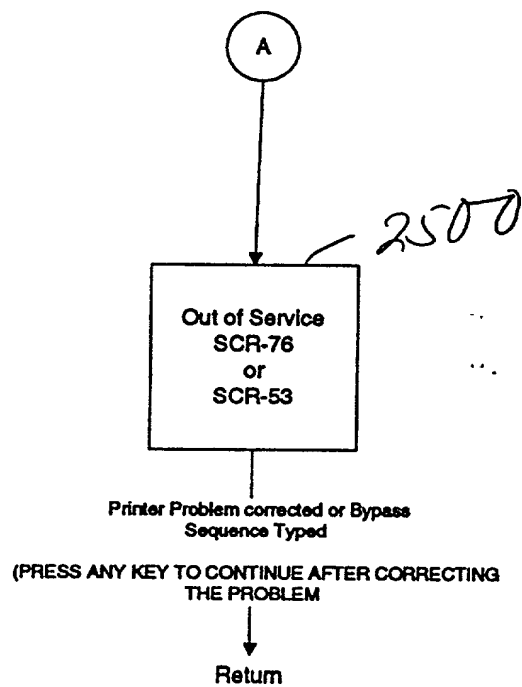 A
2500
Out of Service
SCR-76
or
SCR-53
Printer Problem corrected or Bypass
Sequence Typed
(PRESS ANY KEY TO CONTINUE AFTER CORRECTING
THE PROBLEM
Return